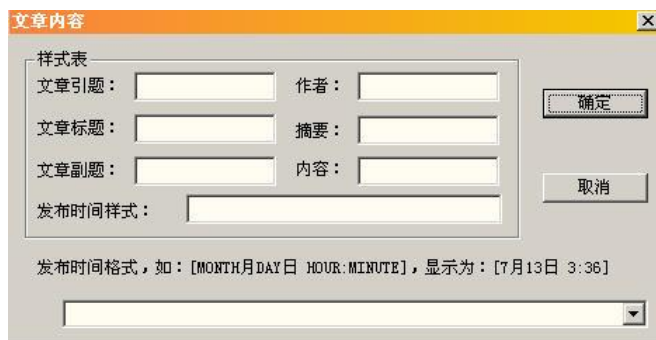 文章内容
样式表
文章引题： 作者：
确定
文章标题： 摘要：
文章副题： 内容：
取消
发布时间样式：
发布时间格式，如：[MONTH月DAY日 HOUR:MINUTE]，显示为：[7月13日 3:36]